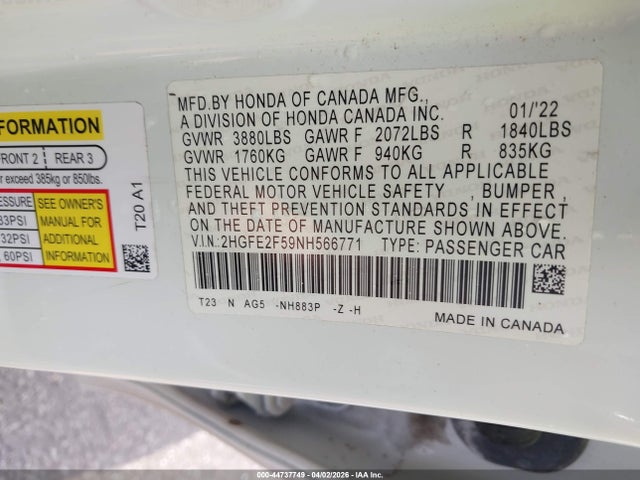 FORMATION
FRONT 2 REAR 3
r exceed 385kg or 850lbs.
SSURE SEE OWNER'S
33PSI MANUAL FOR
32PSI ADDITIONAL
60PSI INFORMATION
T20 A1
MFD.BY HONDA OF CANADA MFG.,
A DIVISION OF HONDA CANADA INC. 01/'22
GVWR 3880LBS GAWR F 2072LBS R 1840LBS
GVWR 1760KG GAWR F 940KG R 835KG
THIS VEHICLE CONFORMS TO ALL APPLICABLE
FEDERAL MOTOR VEHICLE SAFETY , BUMPER,
AND THEFT PREVENTION STANDARDS IN EFFECT
ON THE DATE OF MANUFACTURE SHOWN ABOVE.
V.I.N.:2HGFE2F59NH566771 TYPE: PASSENGER CAR
T23 N AG5 -NH883P -Z -H
MADE IN CANADA
000-44737749 04/02/2026 IAA Inc.